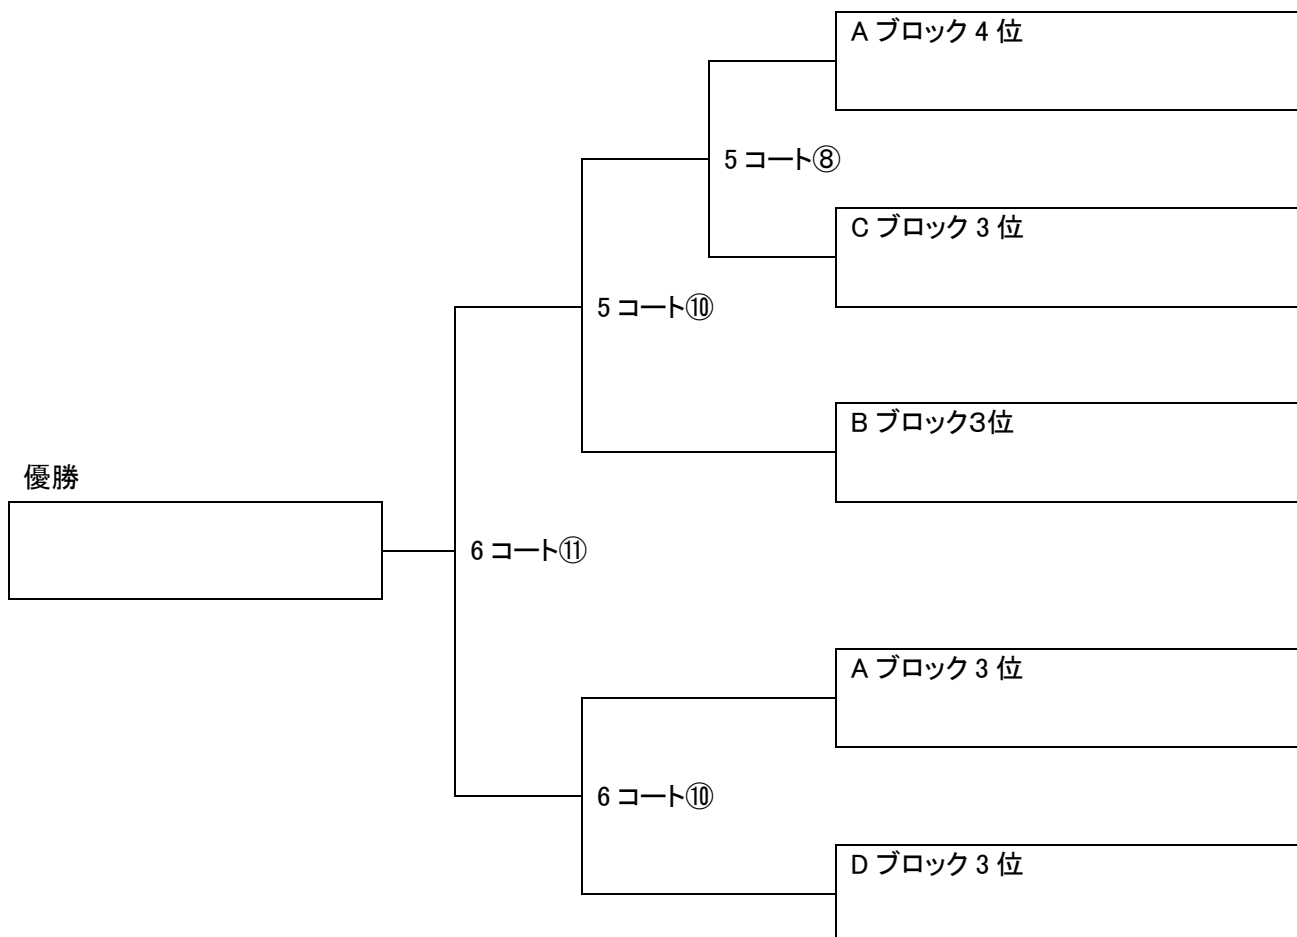 A ブロック 4 位
5 コート⑧
C ブロック 3 位
5 コート⑩
B ブロック3位
優勝
6 コート⑪
A ブロック 3 位
6 コート⑩
D ブロック 3 位